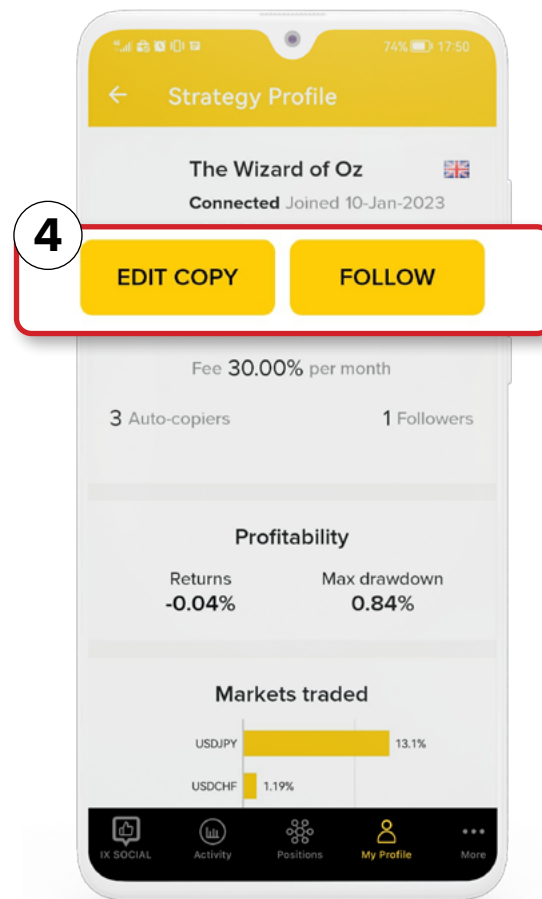 74% 17:50
Strategy Profile
The Wizard of Oz
Connected Joined 10-Jan-2023
4
EDIT COPY FOLLOW
Fee 30.00% per month
3 Auto-copiers 1 Followers
Profitability
Returns Max drawdown
-0.04% 0.84%
Markets traded
USDJPY 13.1%
USDCHF 1.19%
IX SOCIAL Activity Positions My Profile More